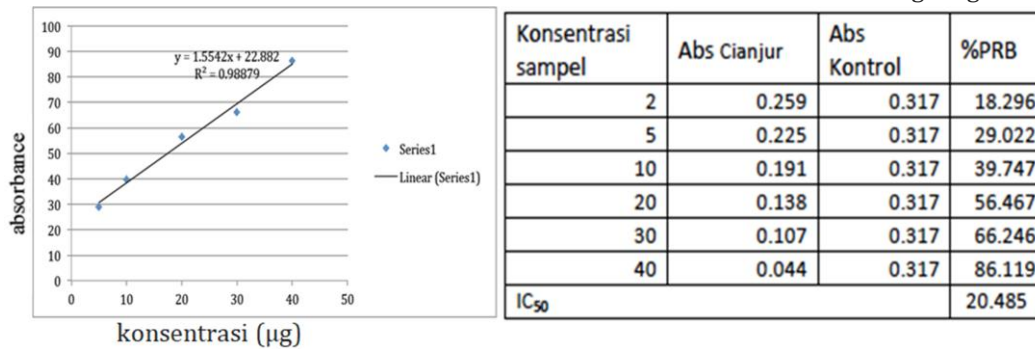 100
90
80
70
60
50
40
30
20
10
0
y = 1.5542x + 22.882
R² = 0.98879
Series1
Linear (Series1)
absorbance
0 10 20 30 40 50
konsentrasi (µg)
Konsentrasi sampel Abs Cianjur Abs Kontrol %PRB
2 0.259 0.317 18.296
5 0.225 0.317 29.022
10 0.191 0.317 39.747
20 0.138 0.317 56.467
30 0.107 0.317 66.246
40 0.044 0.317 86.119
IC₅₀ 20.485